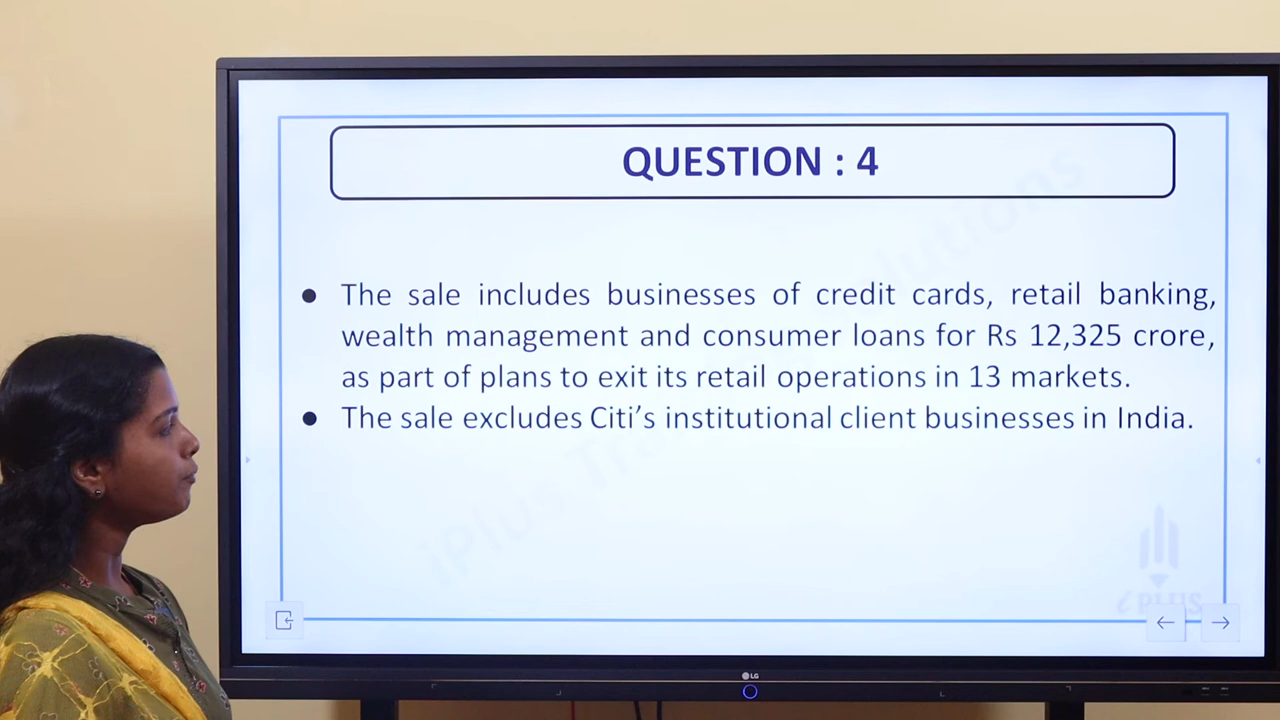 QUESTION : 4
● The sale includes businesses of credit cards, retail banking,
wealth management and consumer loans for Rs 12,325 crore,
as part of plans to exit its retail operations in 13 markets.
● The sale excludes Citi's institutional client businesses in India.
iPLUS
LG